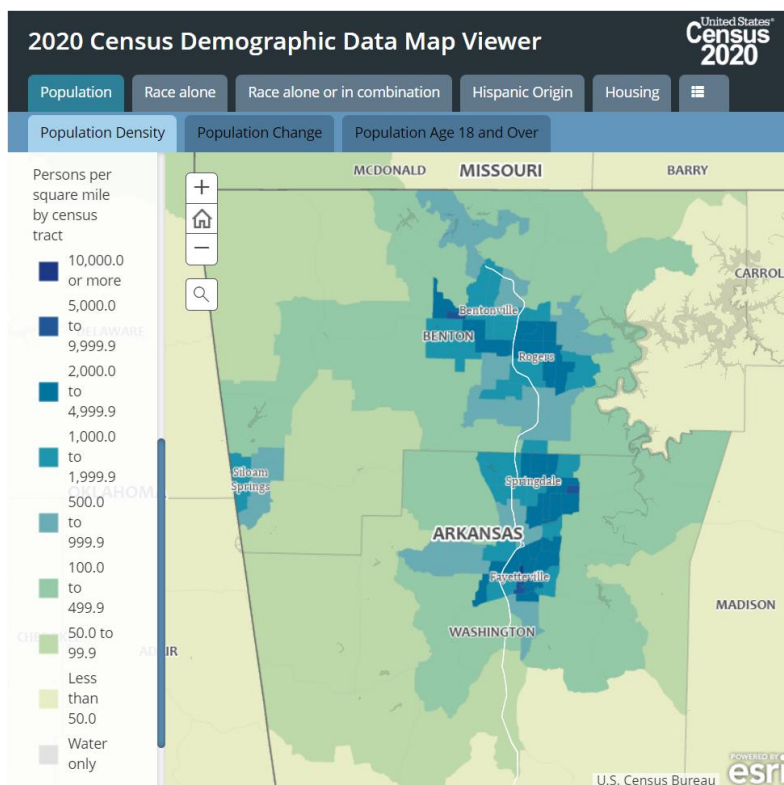 2020 Census Demographic Data Map Viewer
United States®
Census
2020
Population
Race alone
Race alone or in combination
Hispanic Origin
Housing
Population Density
Population Change
Population Age 18 and Over
Persons per
square mile
by census
tract
10,000.0
or more
5,000.0
to
9,999.9
2,000.0
to
4,999.9
1,000.0
to
1,999.9
500.0
to
999.9
100.0
to
499.9
50.0 to
99.9
Less
than
50.0
Water
only
MCDONALD
MISSOURI
BARRY
CARROL
Bentonville
BENTON
Rogers
DELAWARE
Siloam
Springs
OKLAHOMA
Springdale
ARKANSAS
Fayetteville
WASHINGTON
MADISON
U.S. Census Bureau
POWERED BY
esri